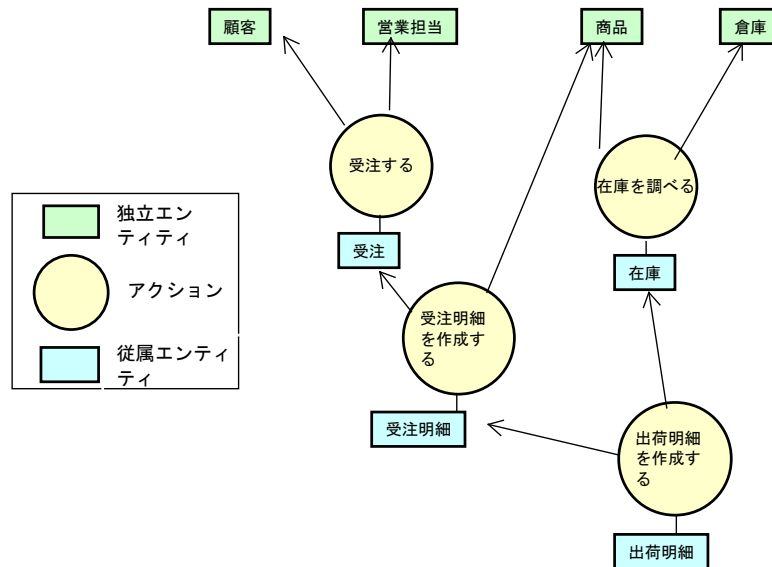 顧客
営業担当
商品
倉庫
受注する
在庫を調べる
受注
在庫
独立エン
ティティ
アクション
従属エンティ
ティ
受注明細
を作成す
る
受注明細
出荷明細
を作成す
る
出荷明細